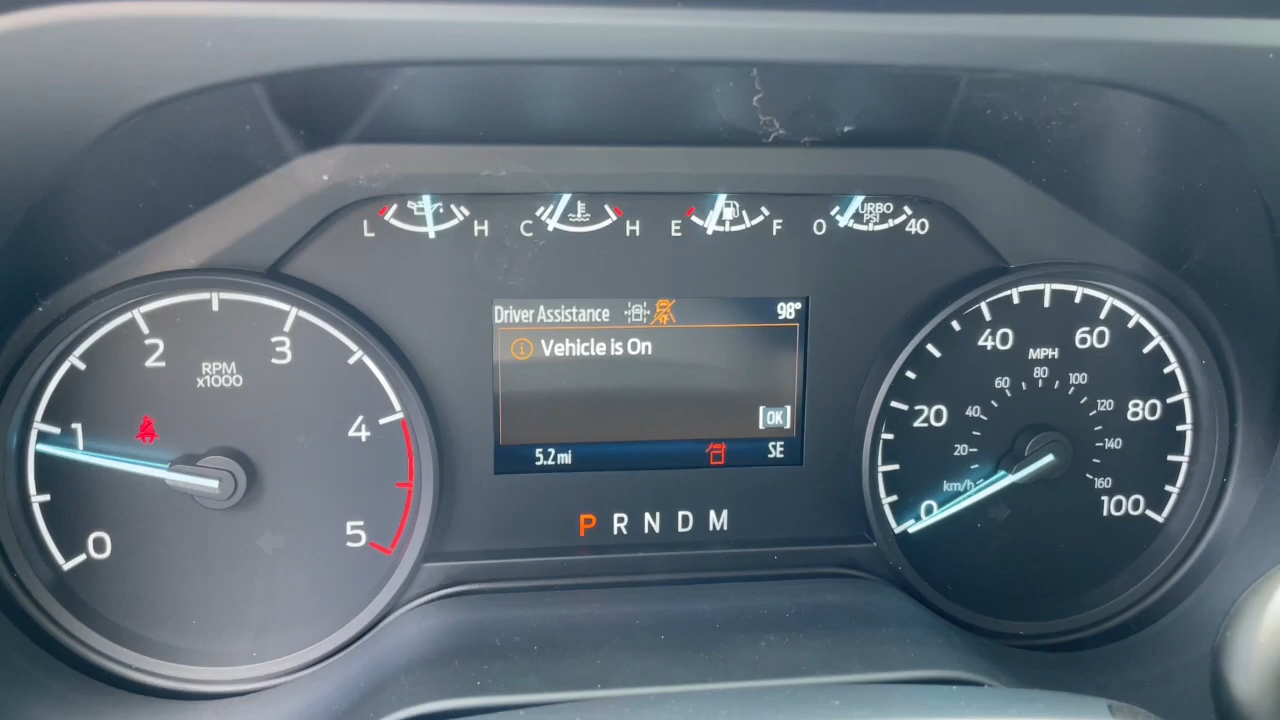 L H C H E F 0 TURBO PSI 40
Driver Assistance 98°
Vehicle is On
[OK]
5.2 mi SE
P R N D M
0 1 2 3 4 5
RPM
x1000
0 20 40 60 80 100
MPH
20 40 60 80 100 120 140 160
km/h